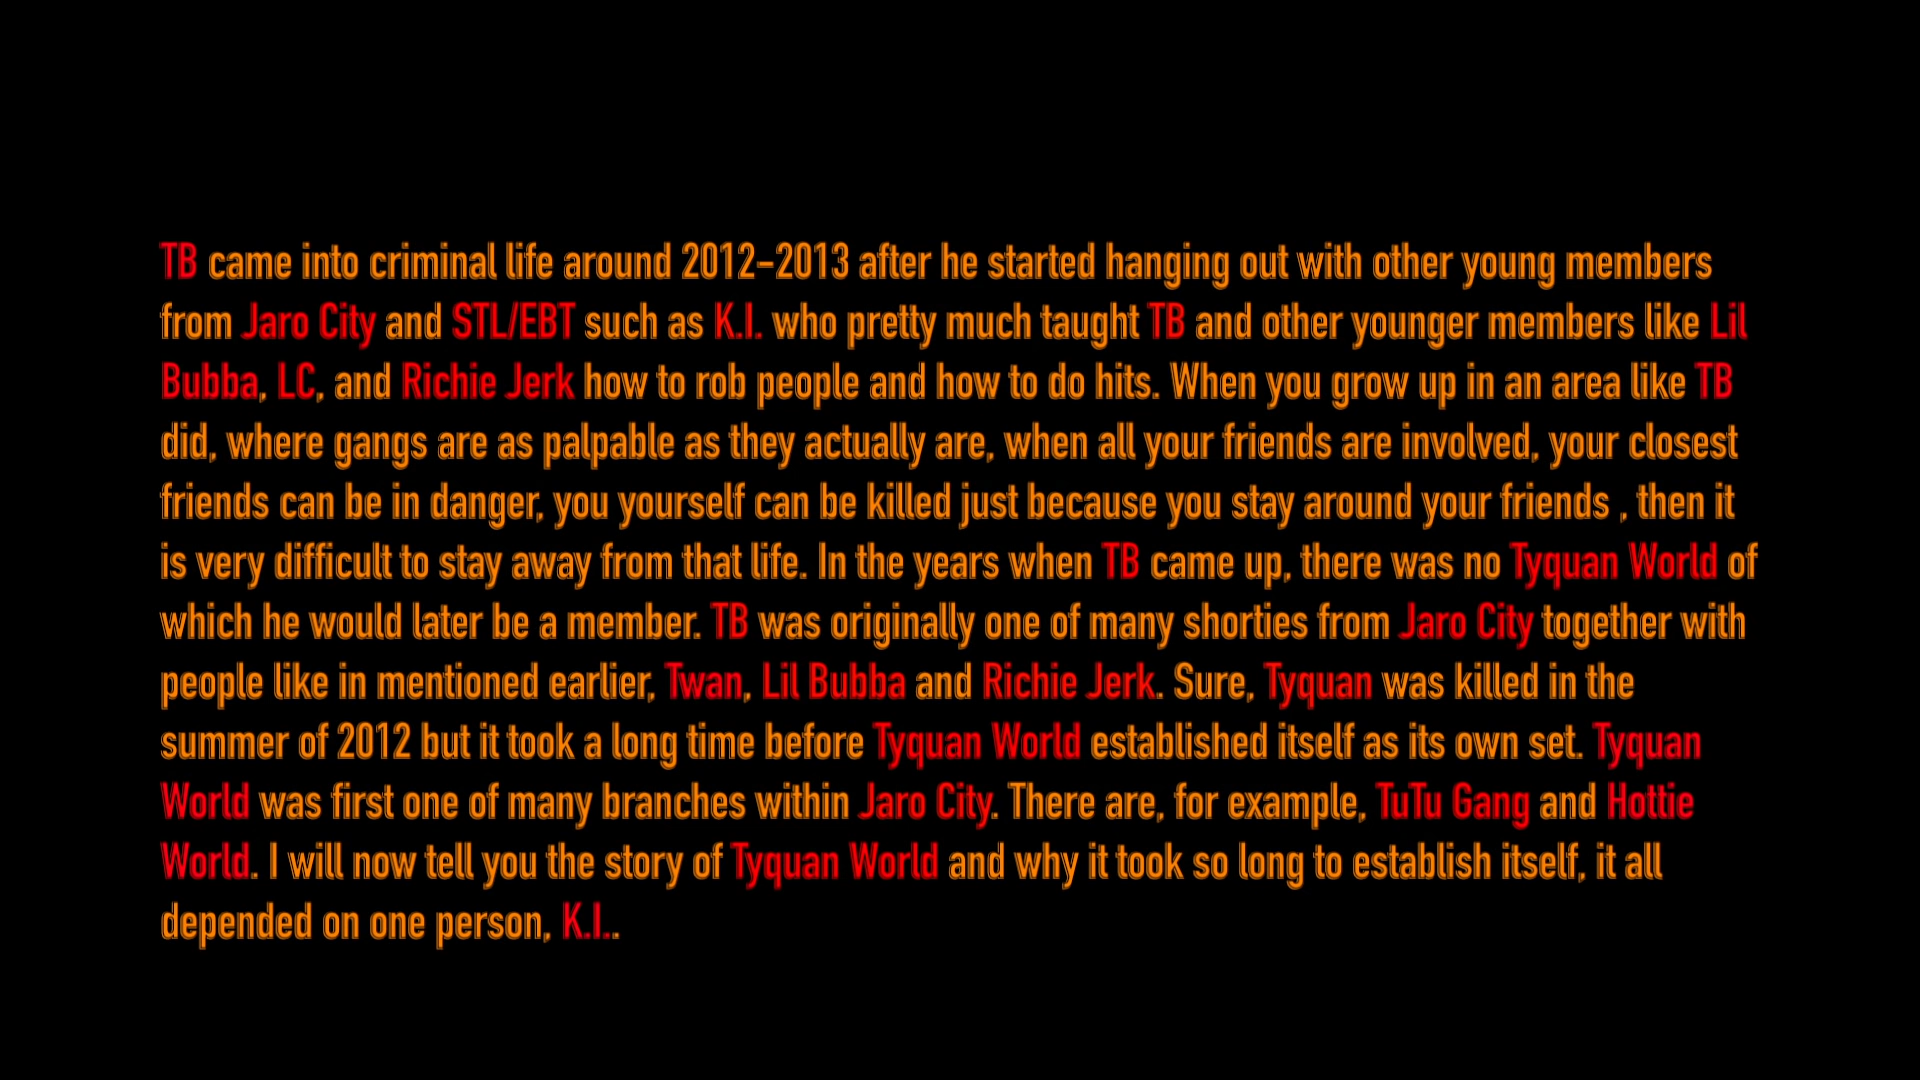 TB came into criminal life around 2012-2013 after he started hanging out with other young members
from Jaro City and STL/EBT such as K.I. who pretty much taught TB and other younger members like Lil
Bubba, LC, and Richie Jerk how to rob people and how to do hits. When you grow up in an area like TB
did, where gangs are as palpable as they actually are, when all your friends are involved, your closest
friends can be in danger, you yourself can be killed just because you stay around your friends , then it
is very difficult to stay away from that life. In the years when TB came up, there was no Tyquan World of
which he would later be a member. TB was originally one of many shorties from Jaro City together with
people like in mentioned earlier, Twan, Lil Bubba and Richie Jerk. Sure, Tyquan was killed in the
summer of 2012 but it took a long time before Tyquan World established itself as its own set. Tyquan
World was first one of many branches within Jaro City. There are, for example, TuTu Gang and Hottie
World. I will now tell you the story of Tyquan World and why it took so long to establish itself, it all
depended on one person, K.I..